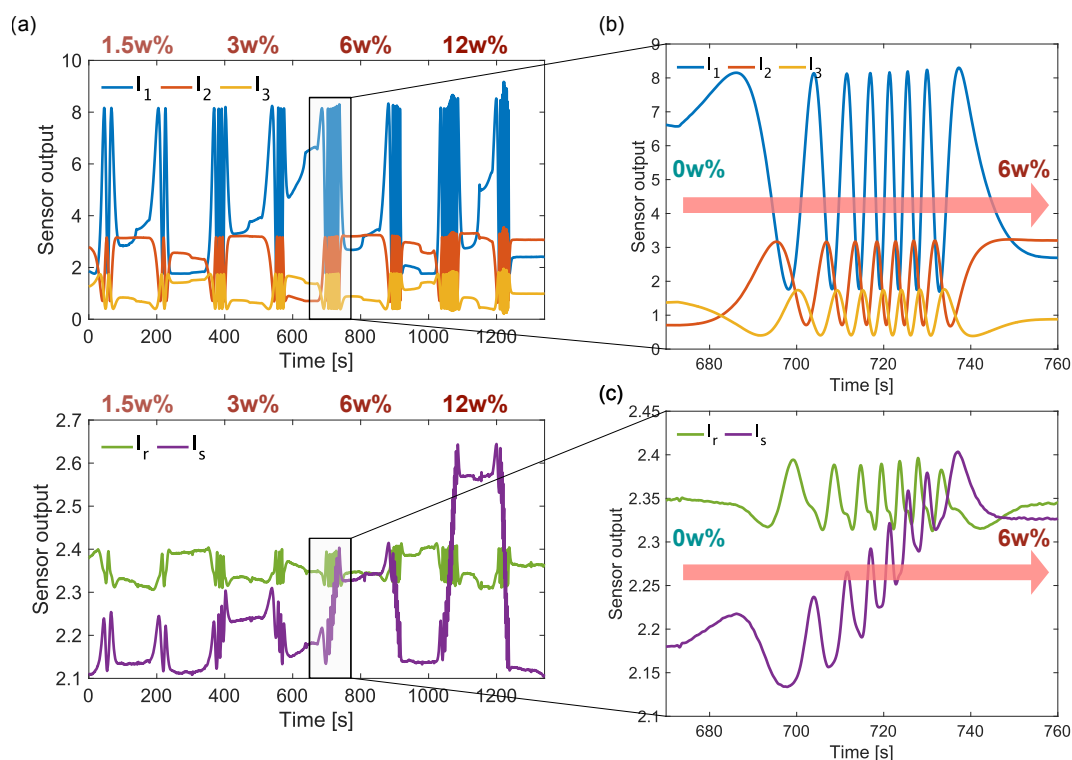 (a)
1.5w% 3w% 6w% 12w%
I1 I2 I3
Sensor output
10
8
6
4
2
0
0 200 400 600 800 1000 1200
Time [s]
(b)
I1 I2 I3
Sensor output
9
8
7
6
5
4
3
2
1
0
0w% 6w%
680 700 720 740 760
Time [s]
1.5w% 3w% 6w% 12w%
Ir Is
Sensor output
2.7
2.6
2.5
2.4
2.3
2.2
2.1
0 200 400 600 800 1000 1200
Time [s]
(c)
Ir Is
Sensor output
2.45
2.4
2.35
2.3
2.25
2.2
2.15
2.1
0w% 6w%
680 700 720 740 760
Time [s]